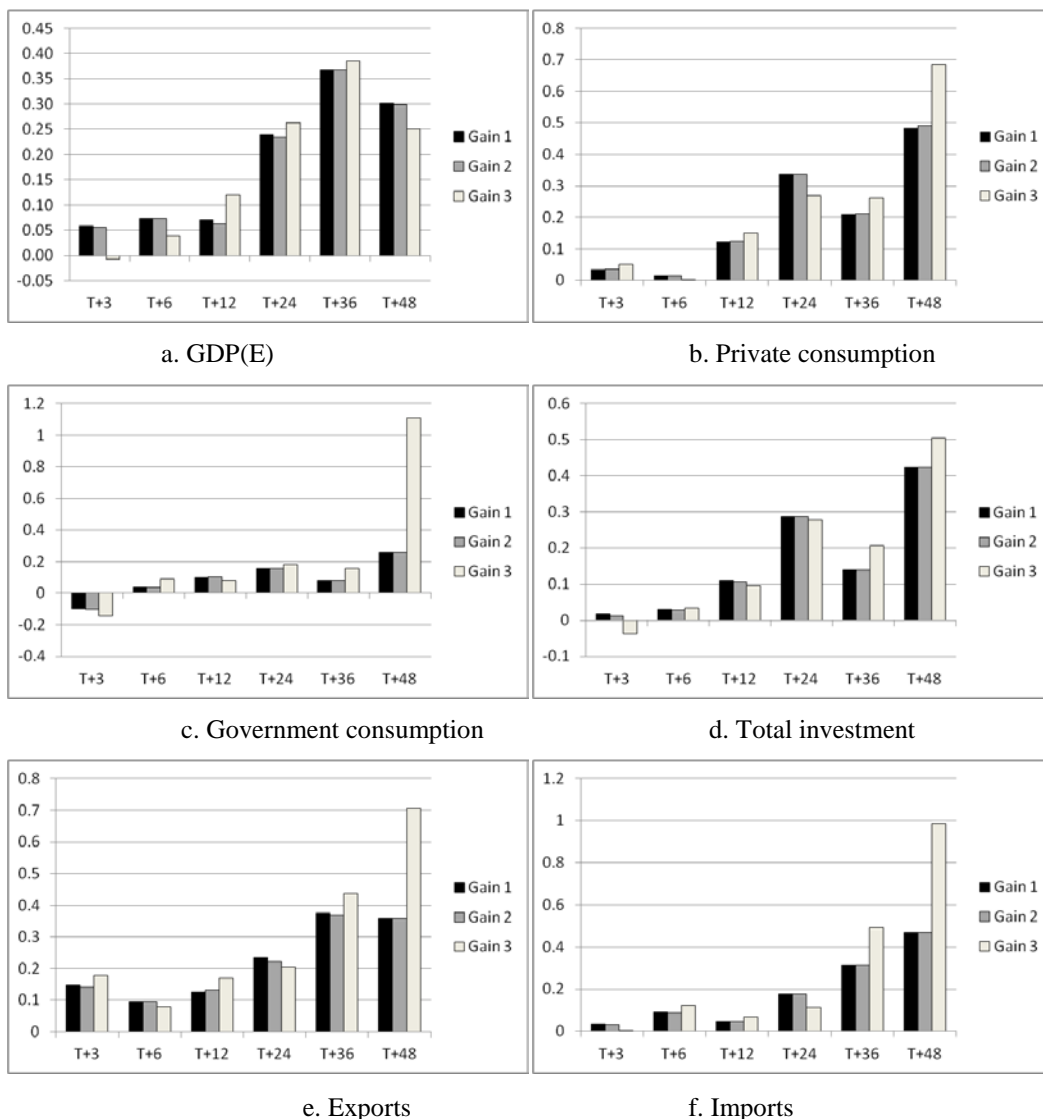 0.45
0.40
0.35
0.30
0.25
0.20
0.15
0.10
0.05
0.00
-0.05
T+3 T+6 T+12 T+24 T+36 T+48
Gain 1
Gain 2
Gain 3
a. GDP(E)
0.8
0.7
0.6
0.5
0.4
0.3
0.2
0.1
0
T+3 T+6 T+12 T+24 T+36 T+48
Gain 1
Gain 2
Gain 3
b. Private consumption
1.2
1
0.8
0.6
0.4
0.2
0
-0.2
-0.4
T+3 T+6 T+12 T+24 T+36 T+48
Gain 1
Gain 2
Gain 3
c. Government consumption
0.6
0.5
0.4
0.3
0.2
0.1
0
-0.1
T+3 T+6 T+12 T+24 T+36 T+48
Gain 1
Gain 2
Gain 3
d. Total investment
0.8
0.7
0.6
0.5
0.4
0.3
0.2
0.1
0
T+3 T+6 T+12 T+24 T+36 T+48
Gain 1
Gain 2
Gain 3
e. Exports
1.2
1
0.8
0.6
0.4
0.2
0
T+3 T+6 T+12 T+24 T+36 T+48
Gain 1
Gain 2
Gain 3
f. Imports